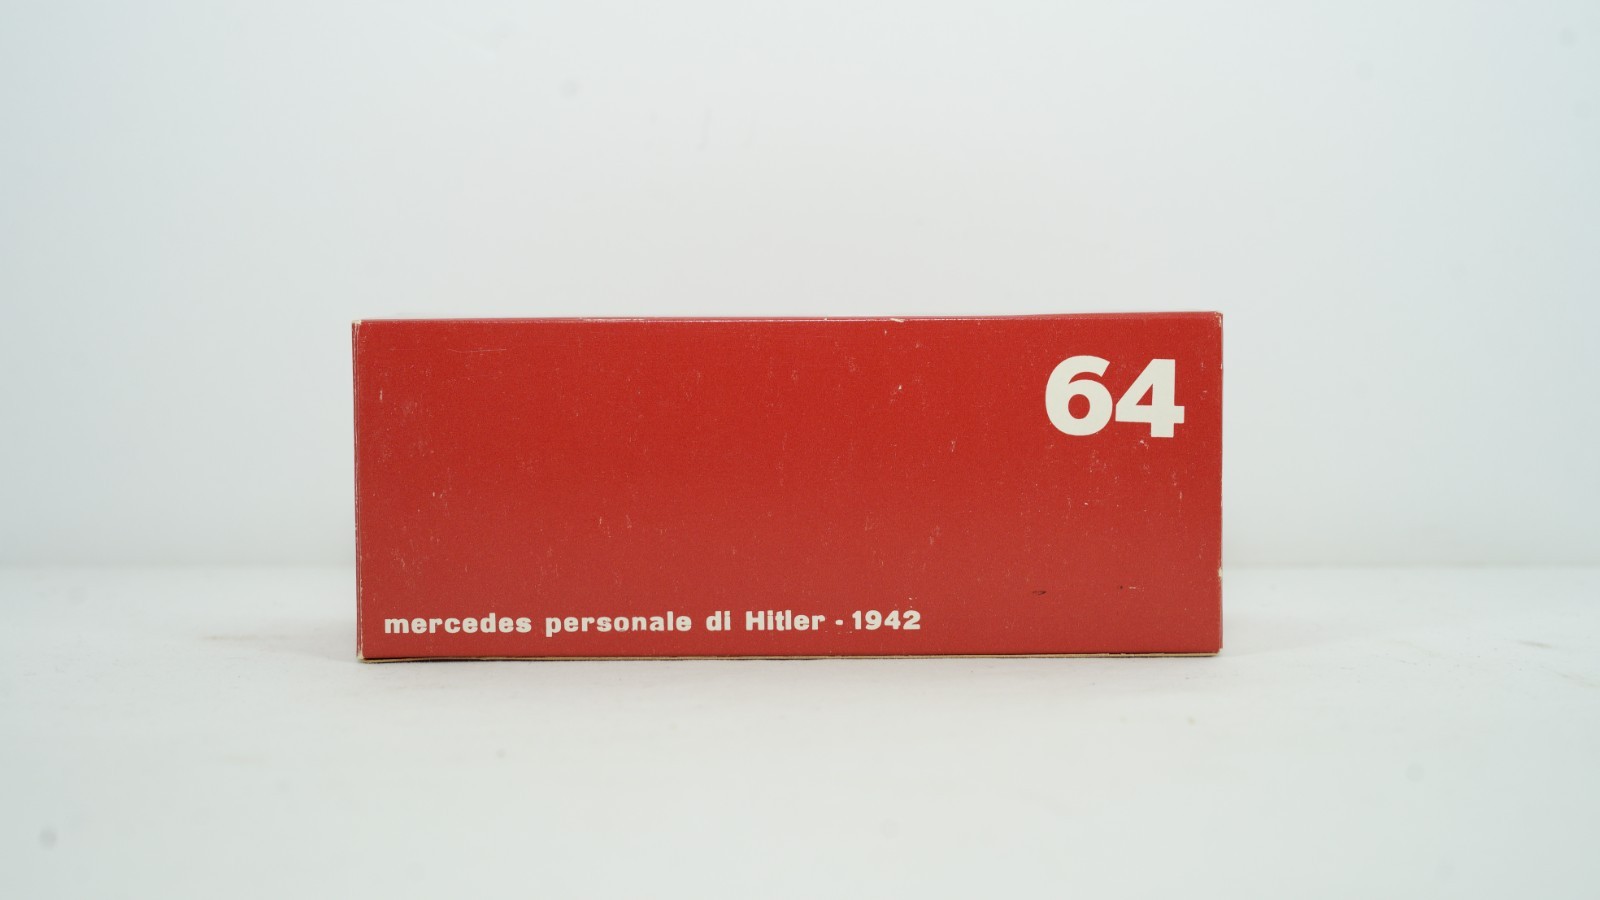 64
mercedes personale di Hitler - 1942